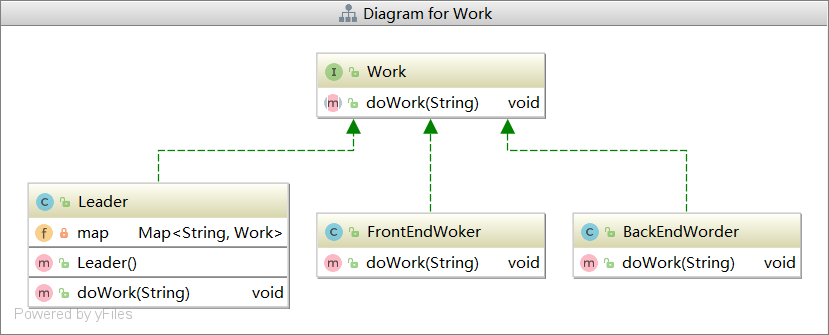 Diagram for Work
I Work
m doWork(String) void
C Leader
f map Map<String, Work>
m Leader()
m doWork(String) void
C FrontEndWoker
m doWork(String) void
C BackEndWorder
m doWork(String) void
Powered by yFiles